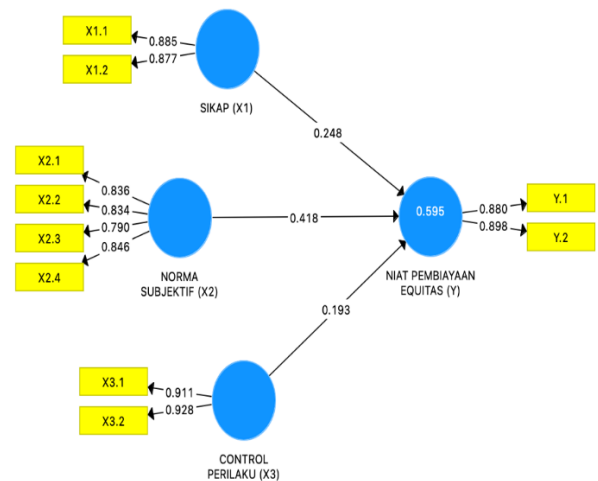 X1.1
0.885
X1.2
0.877
SIKAP (X1)
0.248
X2.1
0.836
X2.2
0.834
X2.3
0.790
X2.4
0.846
NORMA
SUBJEKTIF (X2)
0.418
0.595
NIAT PEMBIAYAAN
EQUITAS (Y)
0.880
Y.1
0.898
Y.2
0.193
X3.1
0.911
X3.2
0.928
CONTROL
PERILAKU (X3)